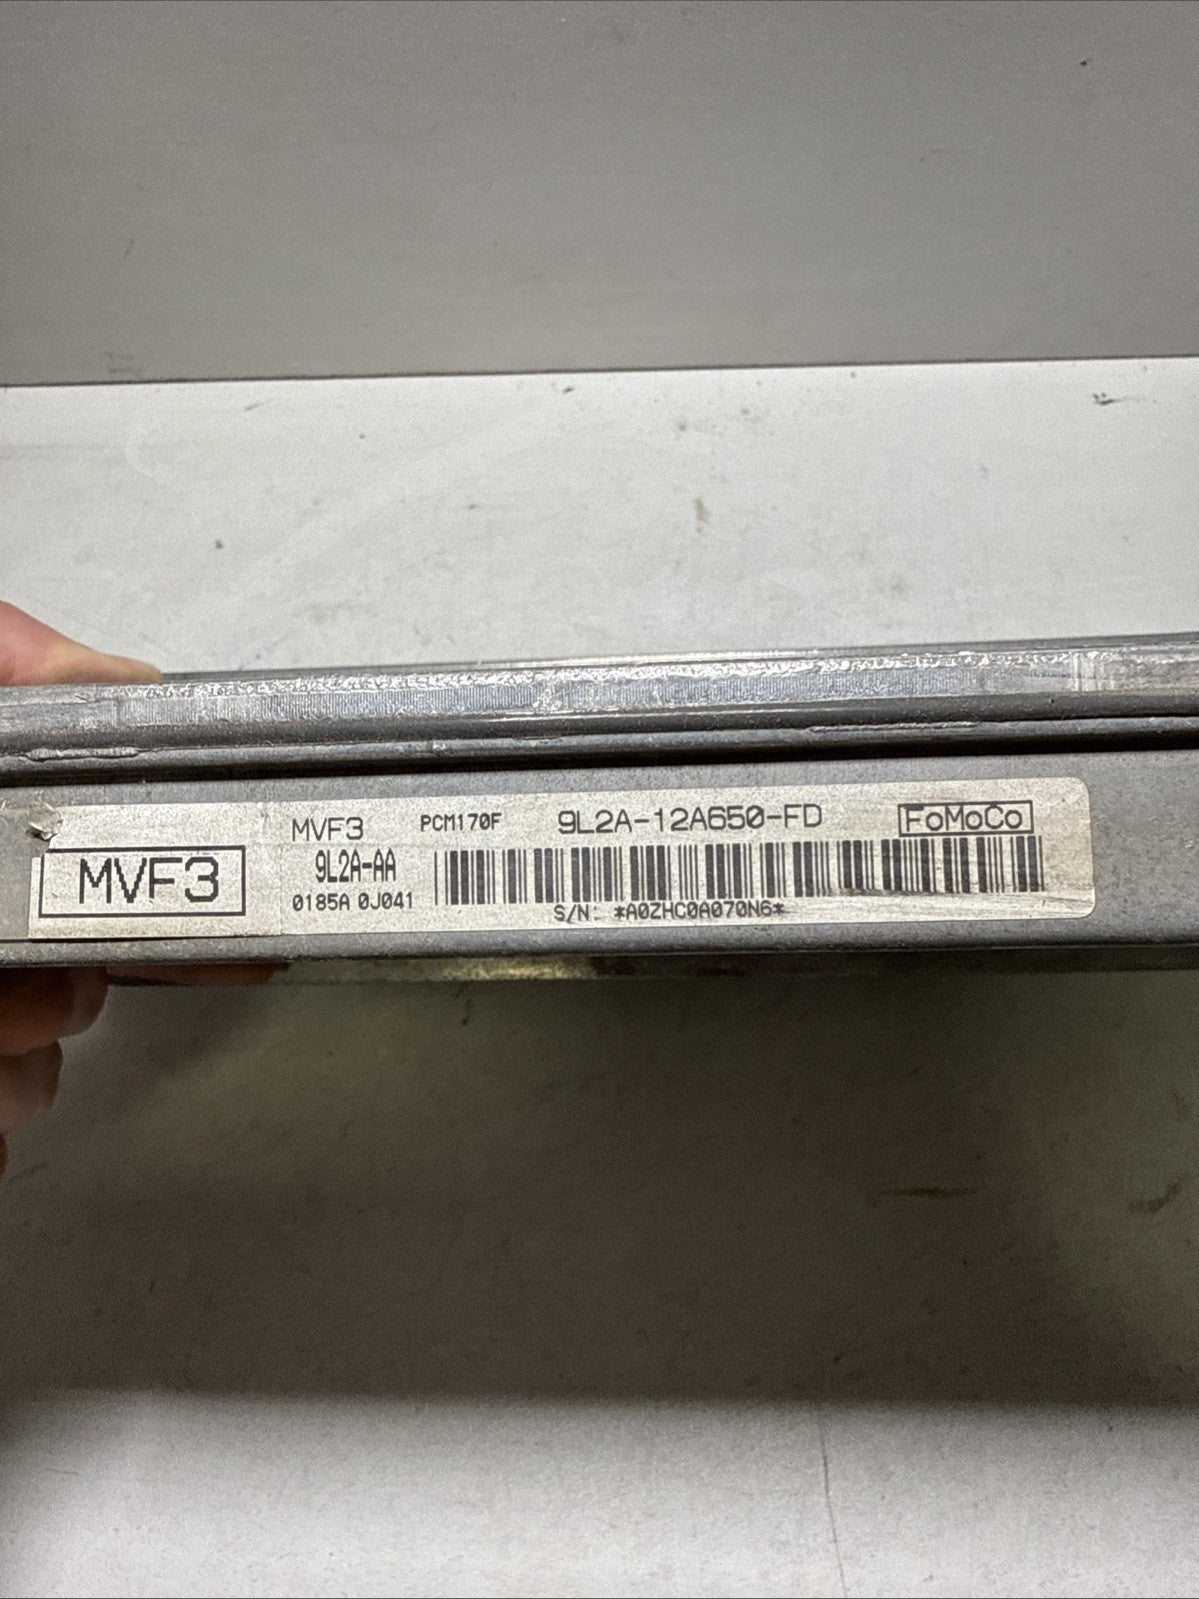 MVF3
MVF3 PCM170F 9L2A-12A650-FD FoMoCo
9L2A-AA
0185A 0J041
S/N: *A0ZHC0A070N6*